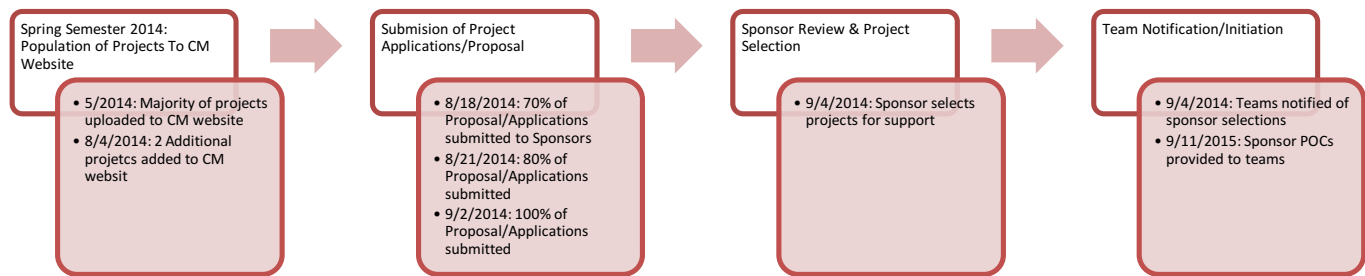 Spring Semester 2014:
Population of Projects To CM
Website
• 5/2014: Majority of projects
uploaded to CM website
• 8/4/2014: 2 Additional
projetcs added to CM
websit
Submision of Project
Applications/Proposal
• 8/18/2014: 70% of
Proposal/Applications
submitted to Sponsors
• 8/21/2014: 80% of
Proposal/Applications
submitted
• 9/2/2014: 100% of
Proposal/Applications
submitted
Sponsor Review & Project
Selection
• 9/4/2014: Sponsor selects
projects for support
Team Notification/Initiation
• 9/4/2014: Teams notified of
sponsor selections
• 9/11/2015: Sponsor POCs
provided to teams